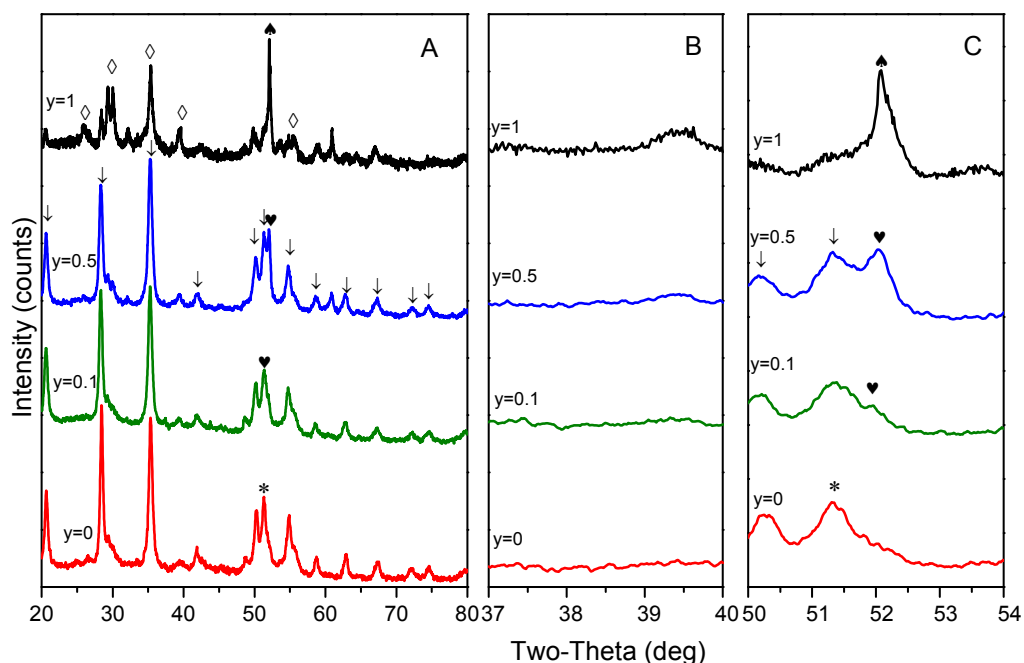 Intensity (counts)
A
y=1
y=0.5
y=0.1
y=0
♠
♥
♥
*
20 30 40 50 60 70 80
B
y=1
y=0.5
y=0.1
y=0
37 38 39 40
C
♠
y=1
y=0.5
♥
y=0.1
♥
y=0
*
50 51 52 53 54
Two-Theta (deg)